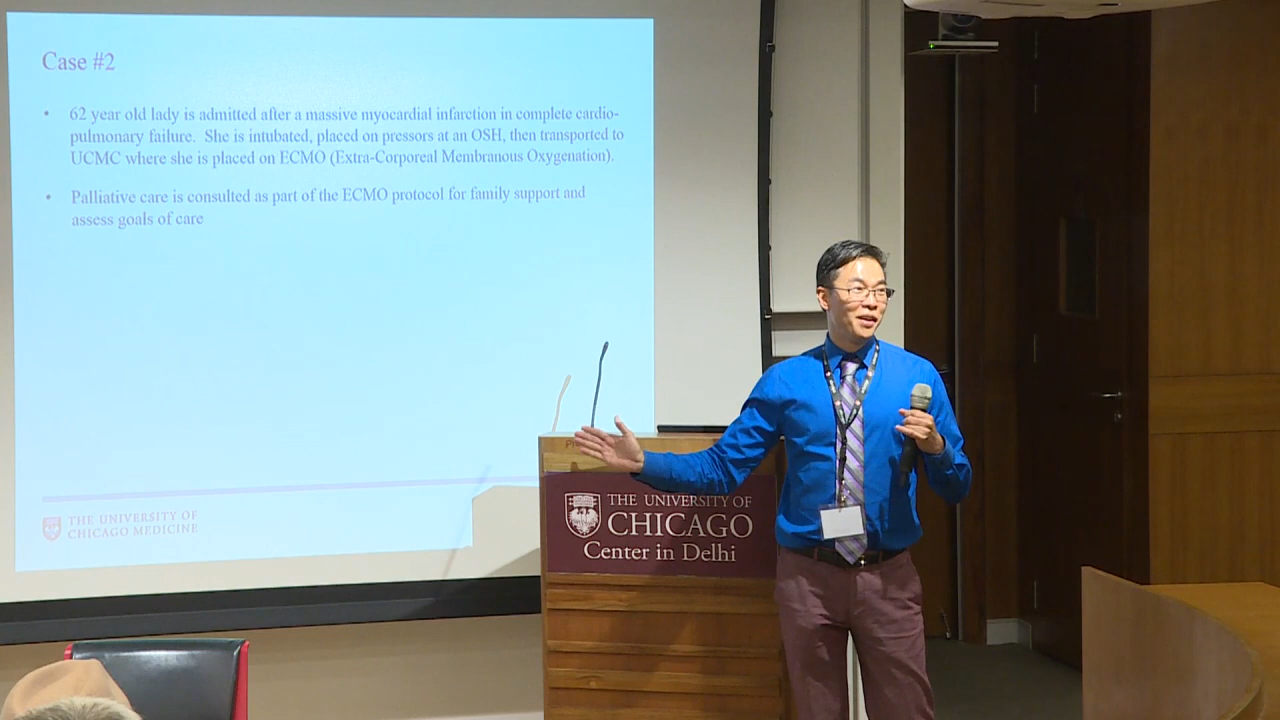 Case #2
• 62 year old lady is admitted after a massive myocardial infarction in complete cardio-
pulmonary failure. She is intubated, placed on pressors at an OSH, then transported to
UCMC where she is placed on ECMO (Extra-Corporeal Membranous Oxygenation).
• Palliative care is consulted as part of the ECMO protocol for family support and
assess goals of care
THE UNIVERSITY OF
CHICAGO MEDICINE
THE UNIVERSITY OF
CHICAGO
Center in Delhi